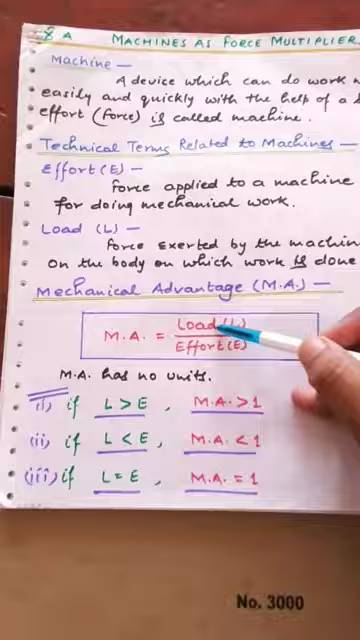 8 A MACHINES AS FORCE MULTIPLIER
Machine —
A device which can do work
easily and quickly with the help of a
effort (force) is called machine.
Technical Terms Related to Machines —
Effort (E) —
Force applied to a machine
for doing mechanical work.
Load (L) —
Force exerted by the machin
on the body on which work is done
Mechanical Advantage (M.A.) —
M.A. = Load (L)
Effort (E)
M.A. has no units.
(i) if L > E , M.A. > 1
(ii) if L < E , M.A. < 1
(iii) if L = E , M.A. = 1
No. 3000